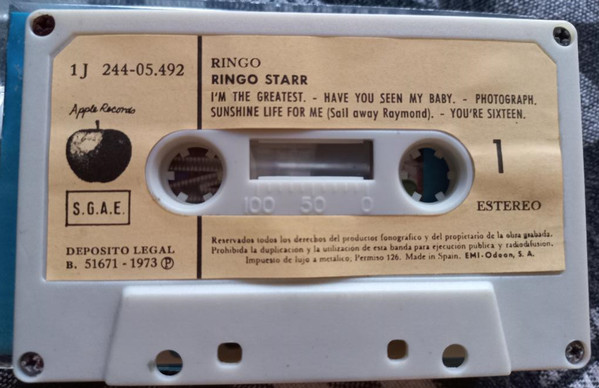 1J 244-05.492
Apple Records
S.G.A.E.
DEPOSITO LEGAL
B. 51671 - 1973 Ⓟ
RINGO
RINGO STARR
I'M THE GREATEST. - HAVE YOU SEEN MY BABY. - PHOTOGRAPH.
SUNSHINE LIFE FOR ME (Sail away Raymond). - YOU'RE SIXTEEN.
1
ESTEREO
100 50 0
Reservados todos los derechos del productor fonográfico y del propietario de la obra grabada.
Prohibida la duplicación y la utilización de esta banda para ejecucion publica y radiodifusion.
Impuesto de lujo a metálico; Permiso 126. Made in Spain. EMI-Odeon, S. A.